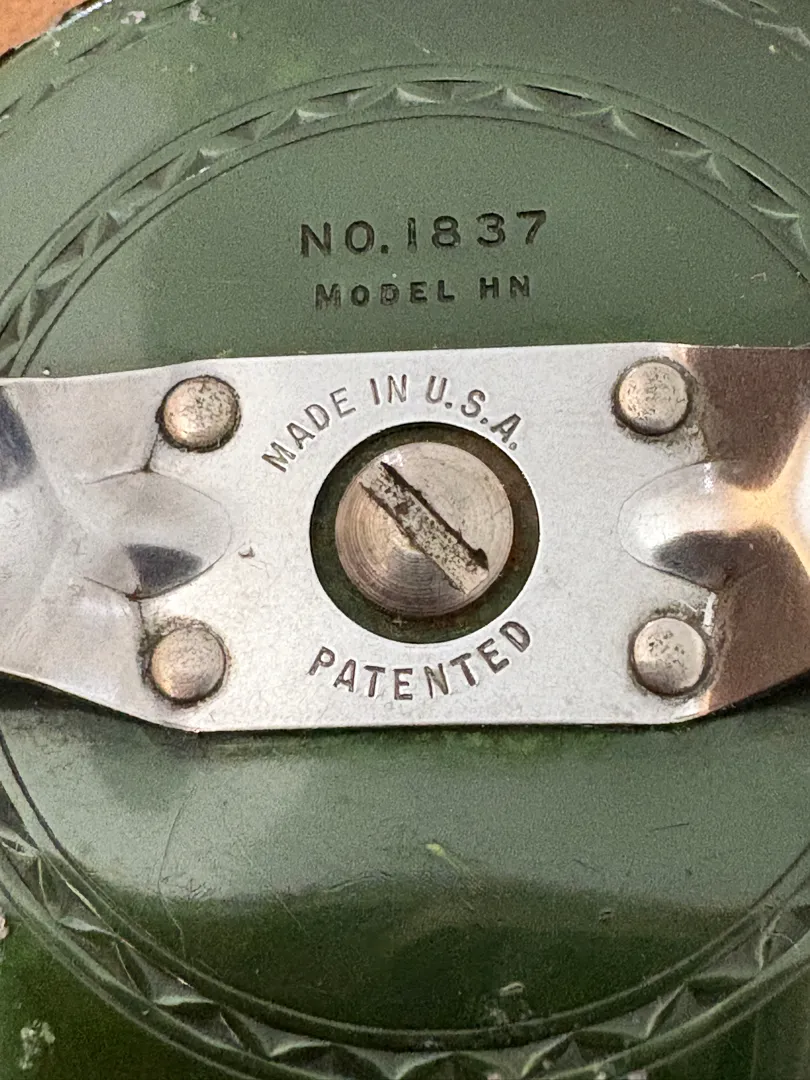 NO. 1837
MODEL HN
MADE IN U.S.A.
PATENTED